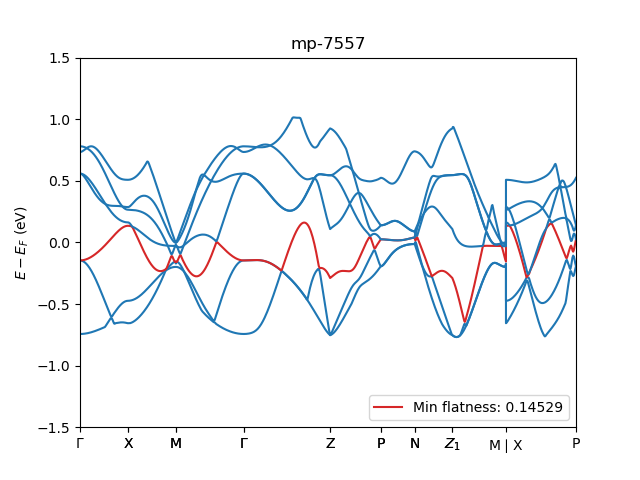 mp-7557
1.5
1.0
0.5
0.0
−0.5
−1.0
−1.5
E − E_F (eV)
Min flatness: 0.14529
Γ X M Γ Z P N Z₁ M | X P